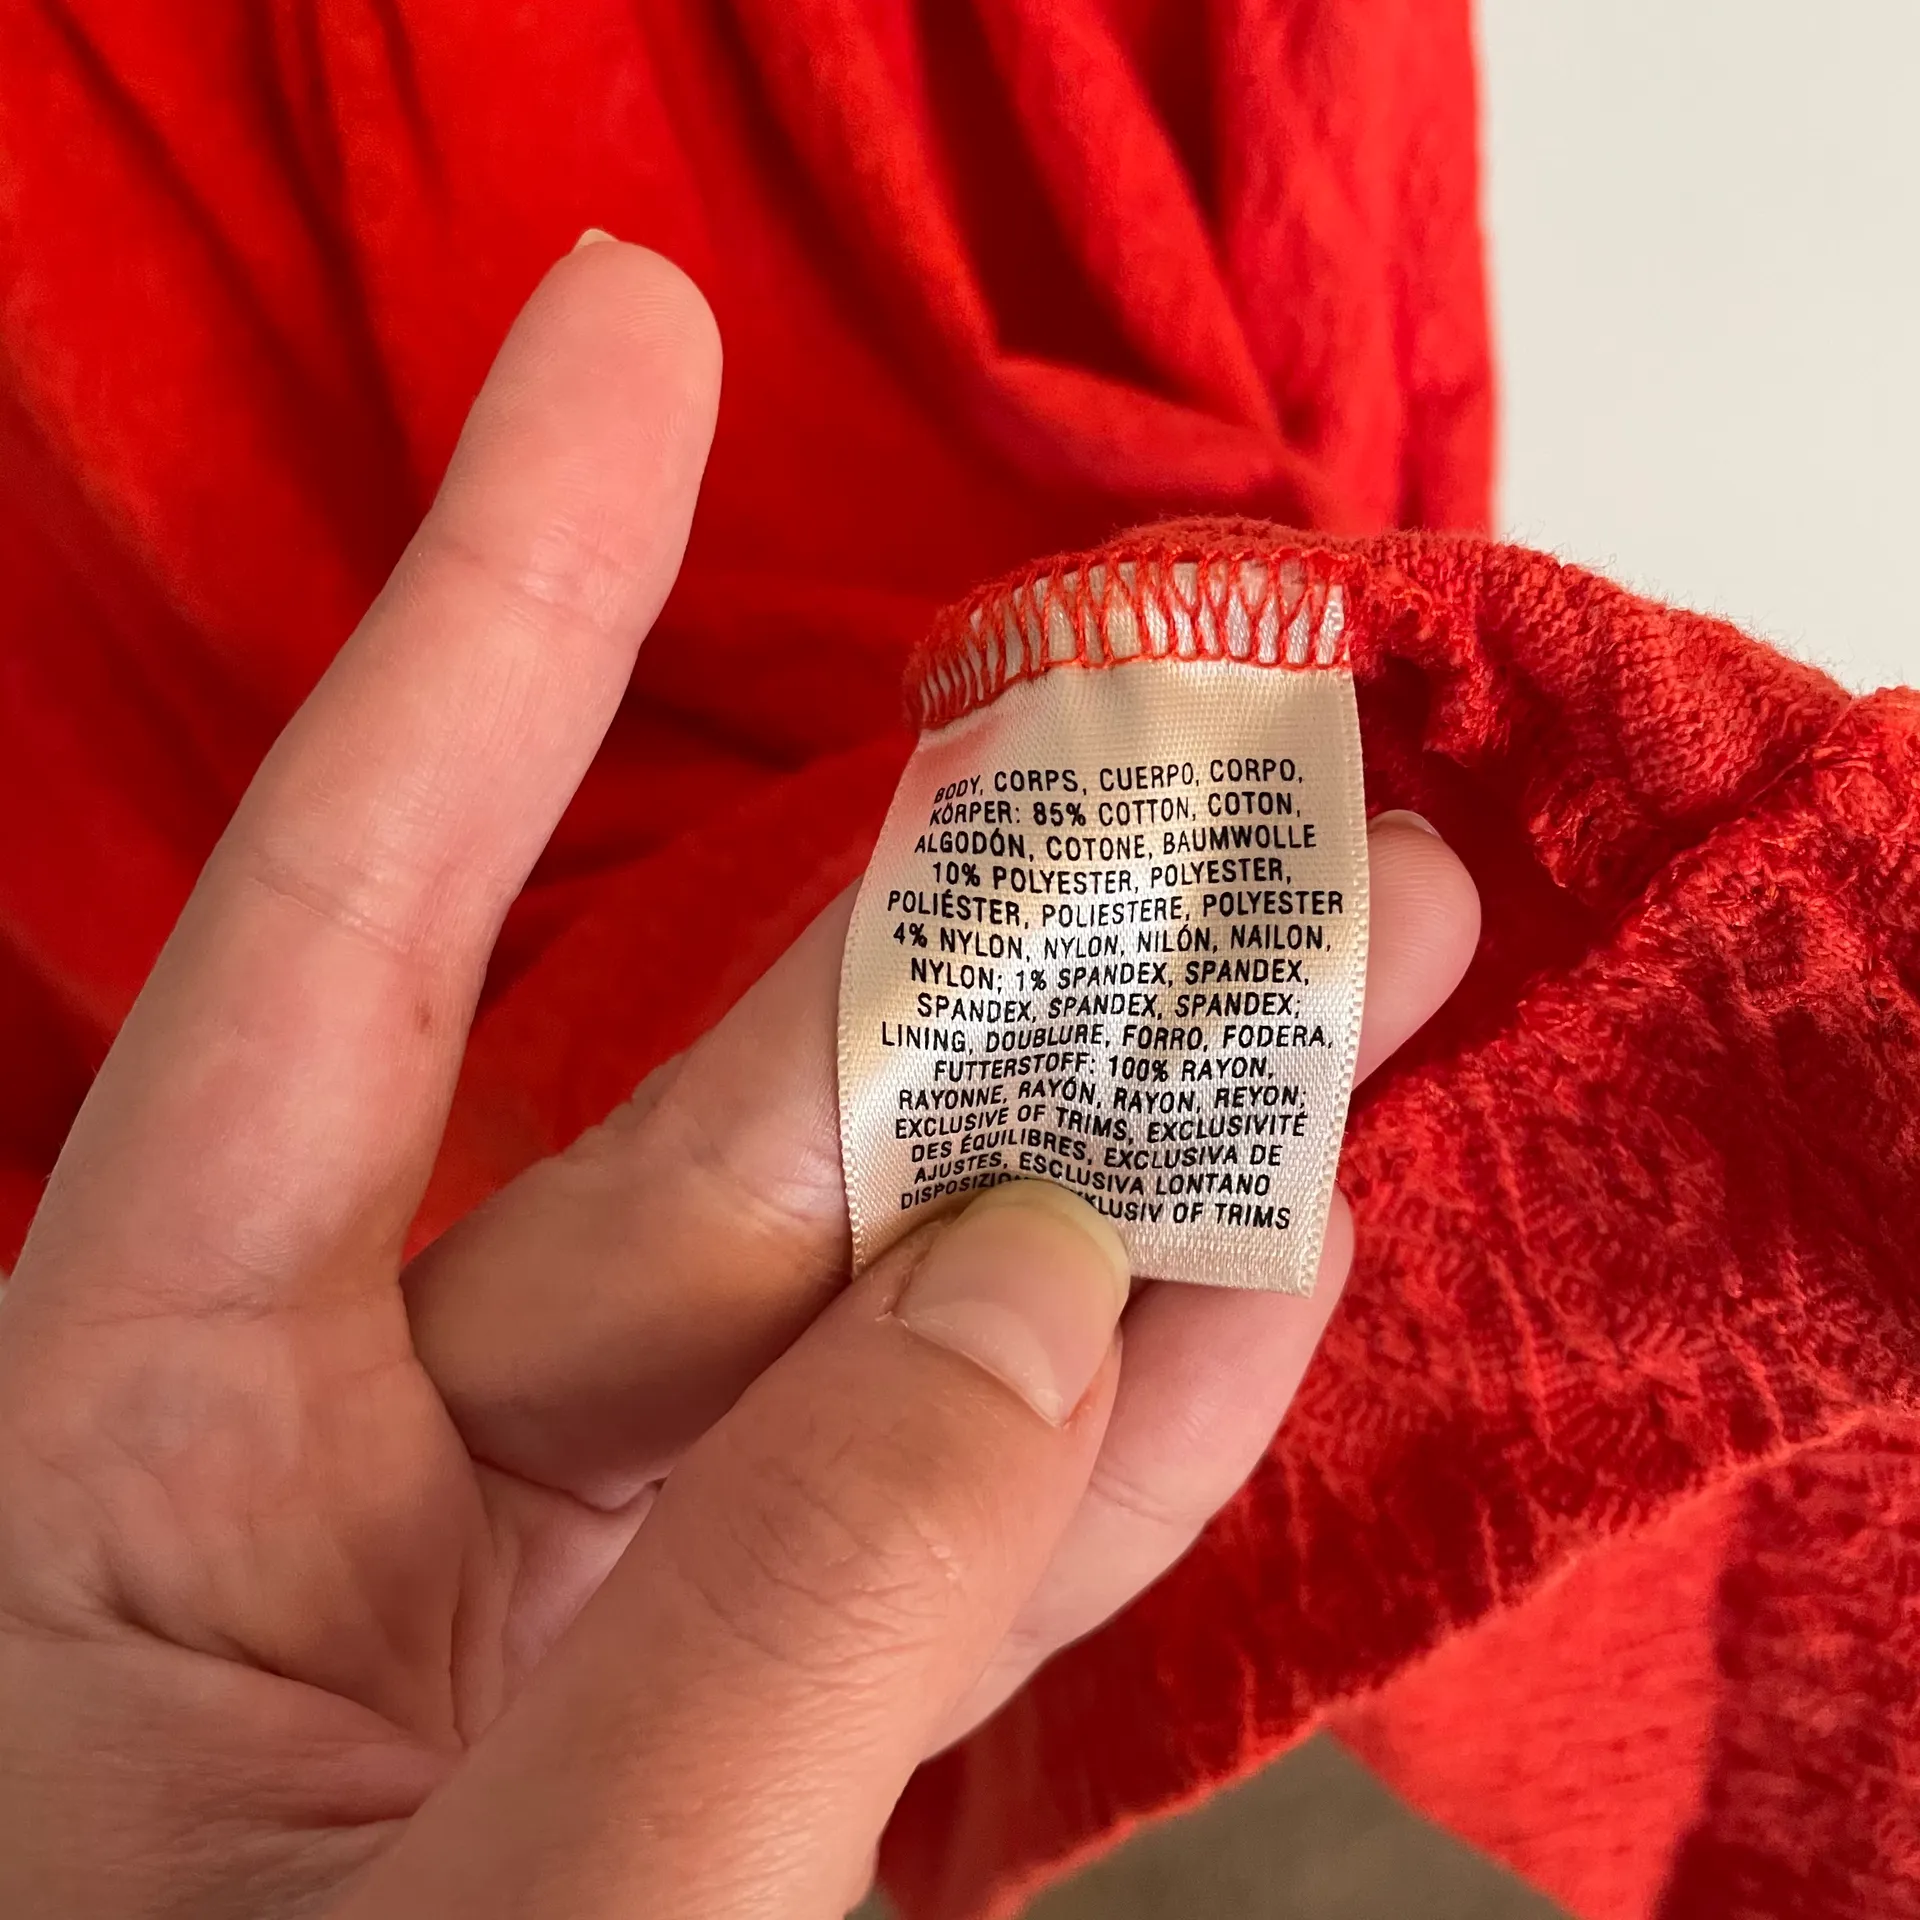 BODY, CORPS, CUERPO, CORPO,
KÖRPER: 85% COTTON, COTON,
ALGODÓN, COTONE, BAUMWOLLE
10% POLYESTER, POLYESTER,
POLIÉSTER, POLIESTERE, POLYESTER
4% NYLON, NYLON, NILÓN, NAILON,
NYLON; 1% SPANDEX, SPANDEX,
SPANDEX, SPANDEX, SPANDEX;
LINING, DOUBLURE, FORRO, FODERA,
FUTTERSTOFF: 100% RAYON,
RAYONNE, RAYÓN, RAYON, REYON;
EXCLUSIVE OF TRIMS, EXCLUSIVITÉ
DES ÉQUILIBRES, EXCLUSIVA DE
AJUSTES, ESCLUSIVA LONTANO
OF TRIMS